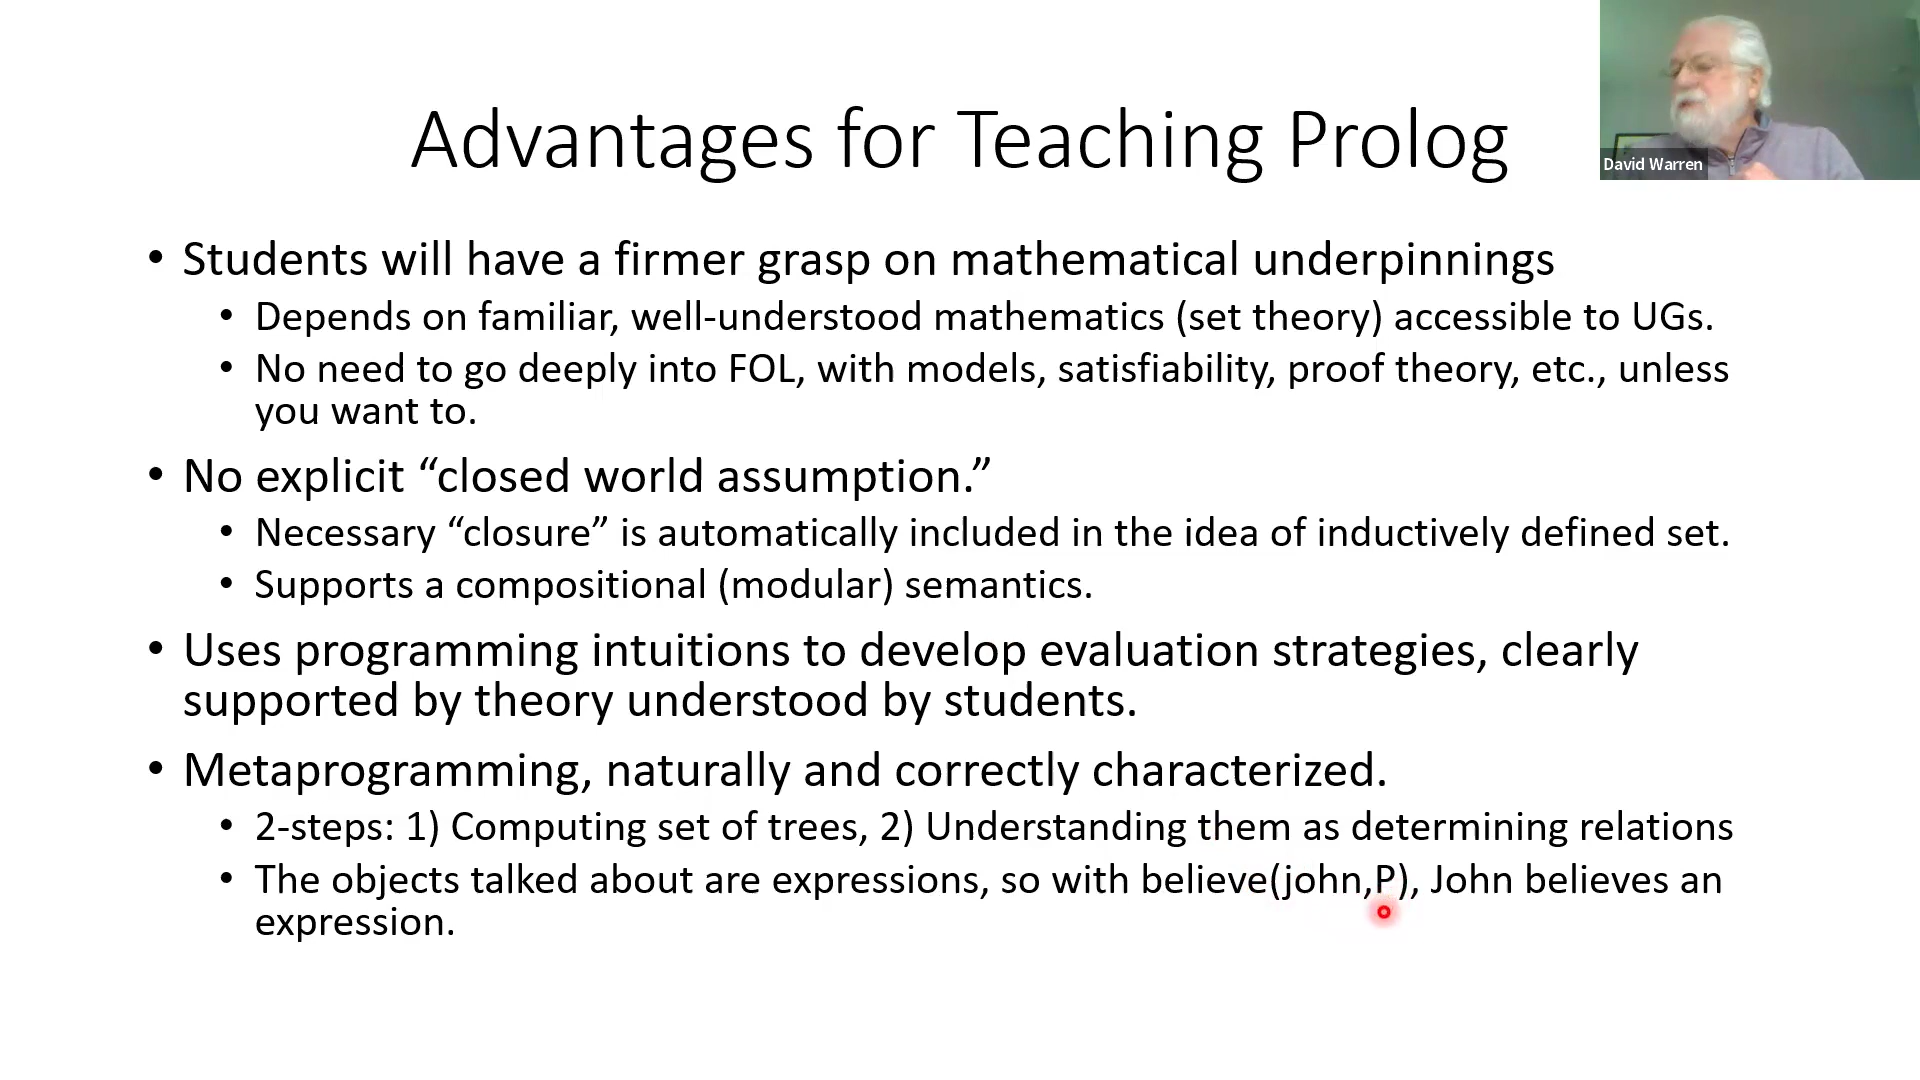 Advantages for Teaching Prolog
David Warren
• Students will have a firmer grasp on mathematical underpinnings
• Depends on familiar, well-understood mathematics (set theory) accessible to UGs.
• No need to go deeply into FOL, with models, satisfiability, proof theory, etc., unless
you want to.
• No explicit “closed world assumption.”
• Necessary “closure” is automatically included in the idea of inductively defined set.
• Supports a compositional (modular) semantics.
• Uses programming intuitions to develop evaluation strategies, clearly
supported by theory understood by students.
• Metaprogramming, naturally and correctly characterized.
• 2-steps: 1) Computing set of trees, 2) Understanding them as determining relations
• The objects talked about are expressions, so with believe(john,P), John believes an
expression.